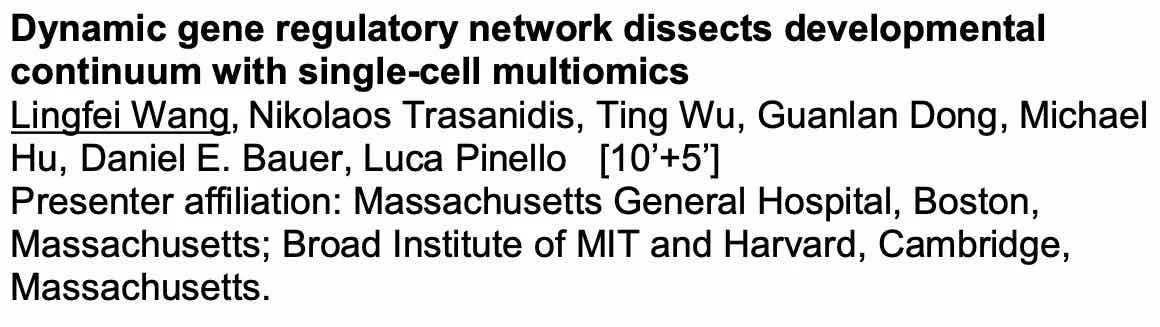 Dynamic gene regulatory network dissects developmental
continuum with single-cell multiomics
Lingfei Wang, Nikolaos Trasanidis, Ting Wu, Guanlan Dong, Michael
Hu, Daniel E. Bauer, Luca Pinello [10’+5’]
Presenter affiliation: Massachusetts General Hospital, Boston,
Massachusetts; Broad Institute of MIT and Harvard, Cambridge,
Massachusetts.